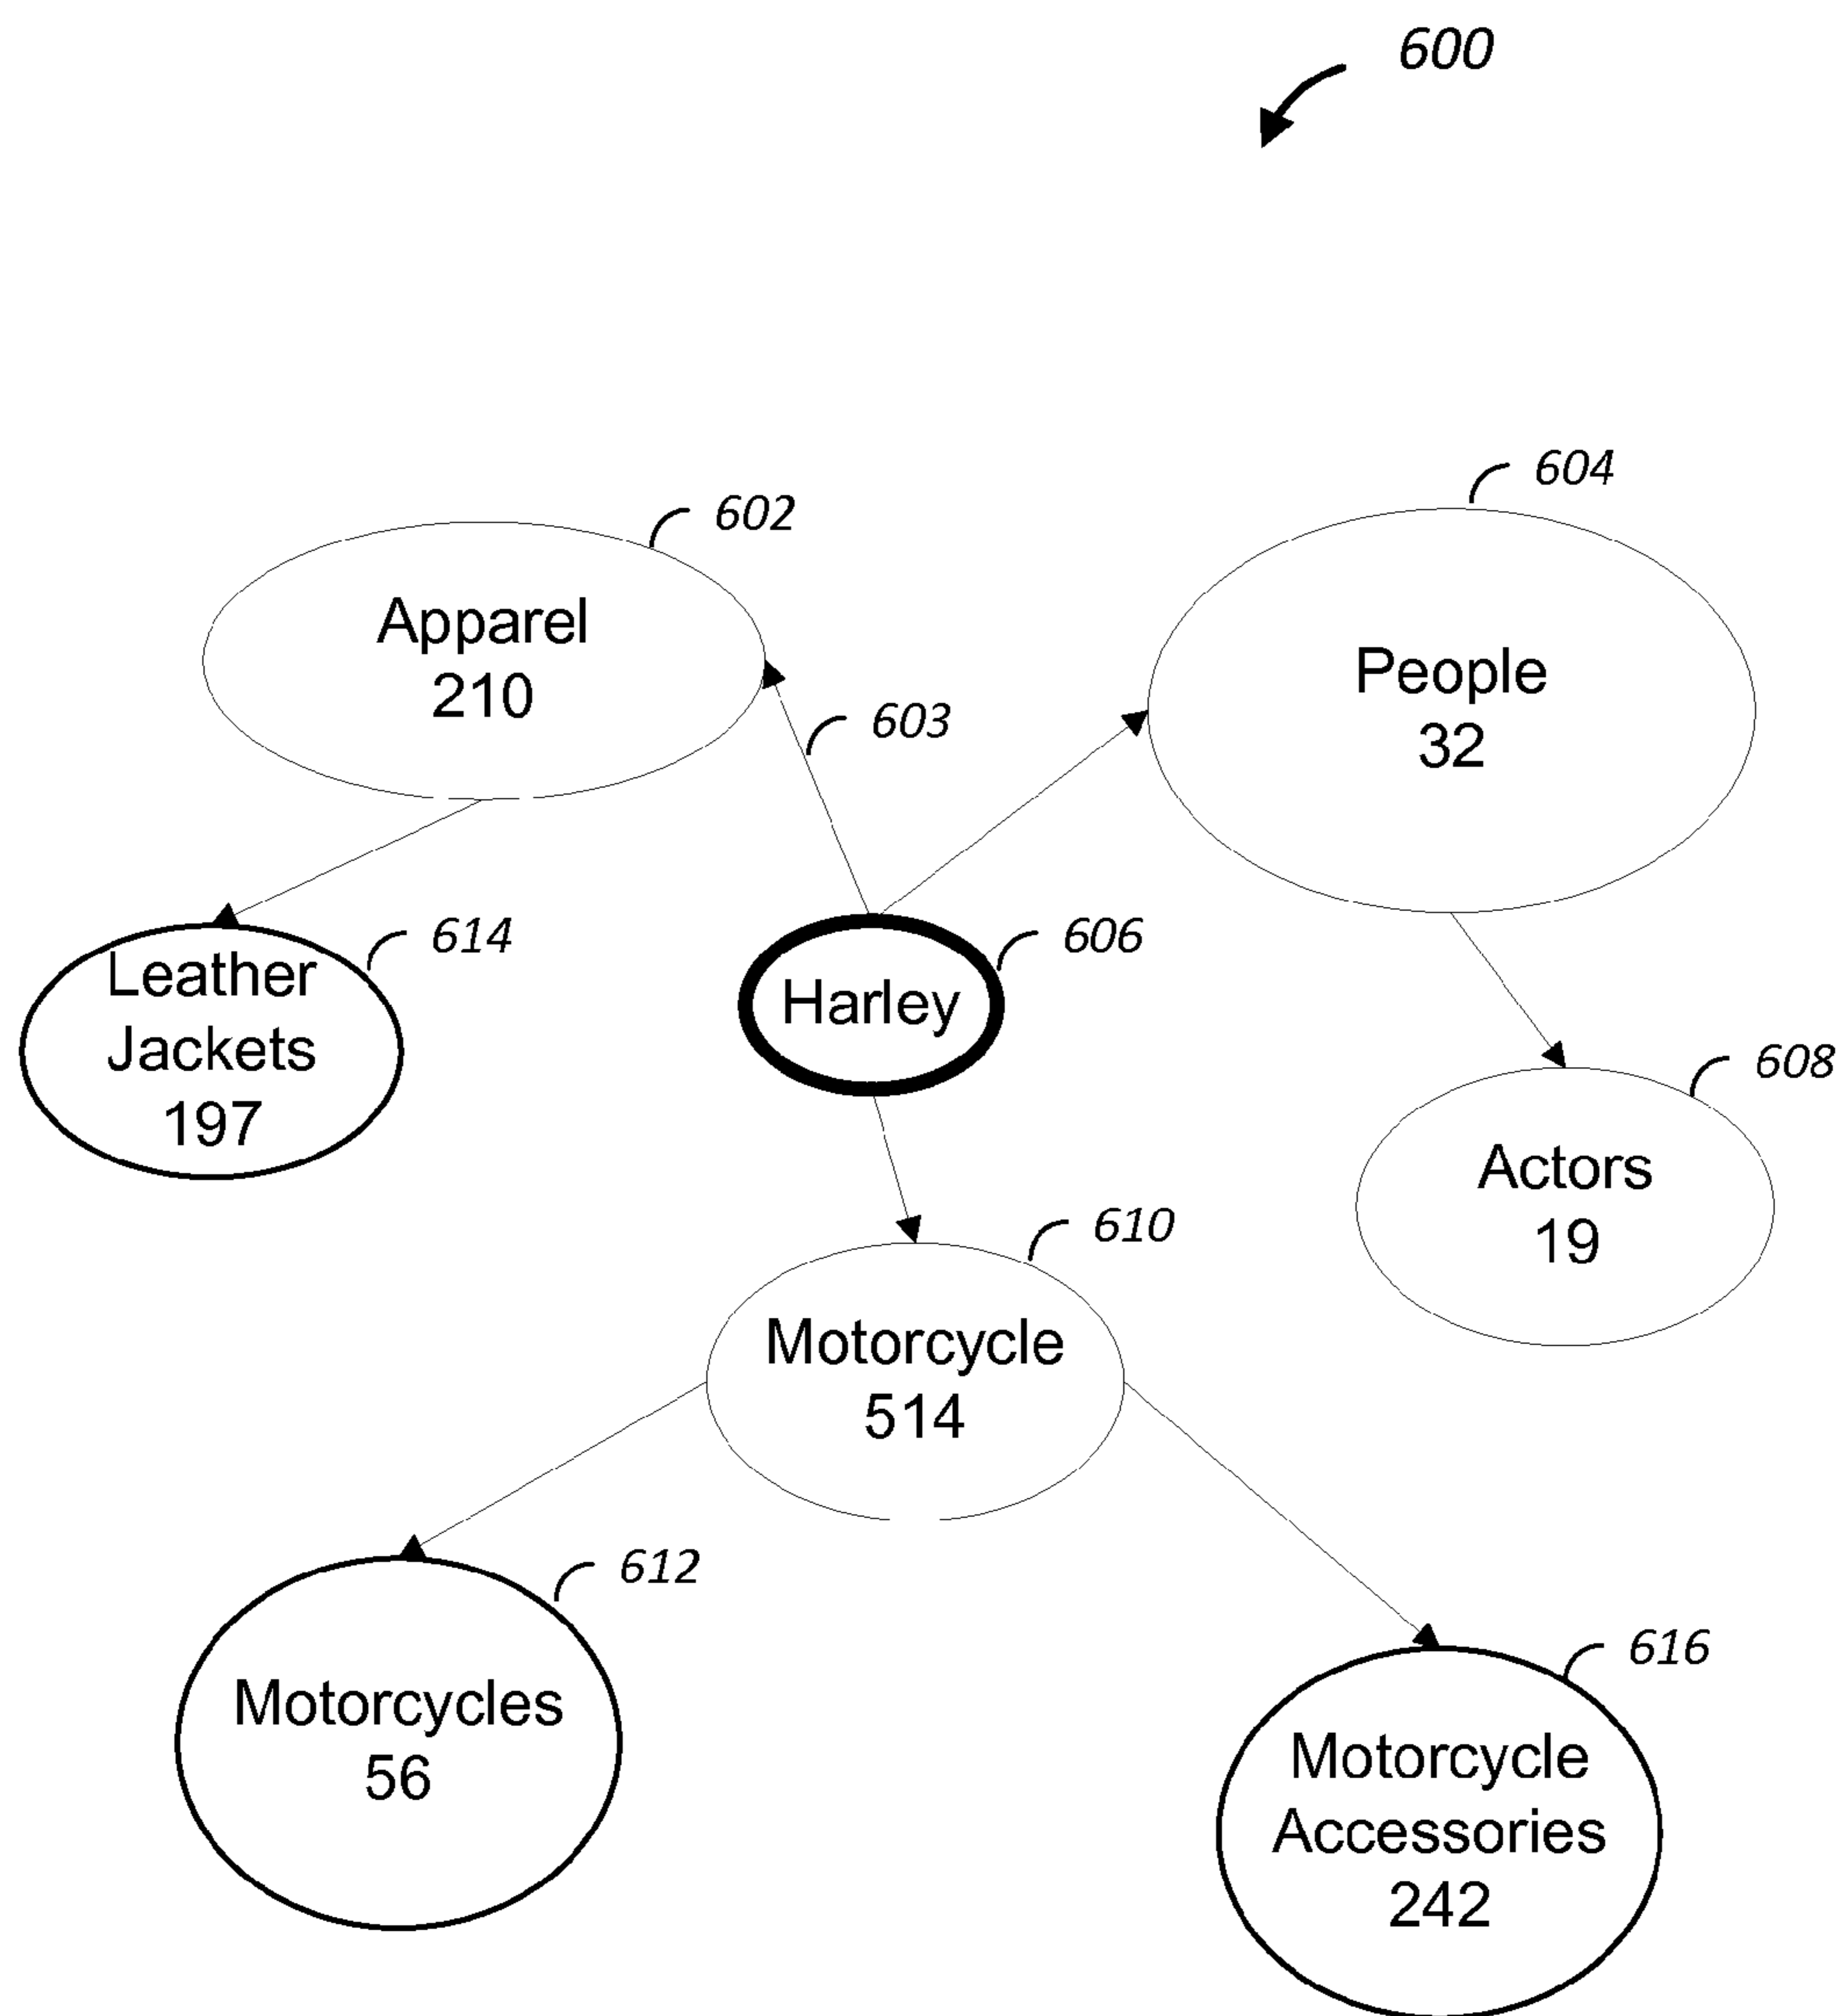 600
604
602
Apparel
210
People
32
603
614
606
Leather
Jackets
197
Harley
608
Actors
19
610
Motorcycle
514
612
616
Motorcycles
56
Motorcycle
Accessories
242